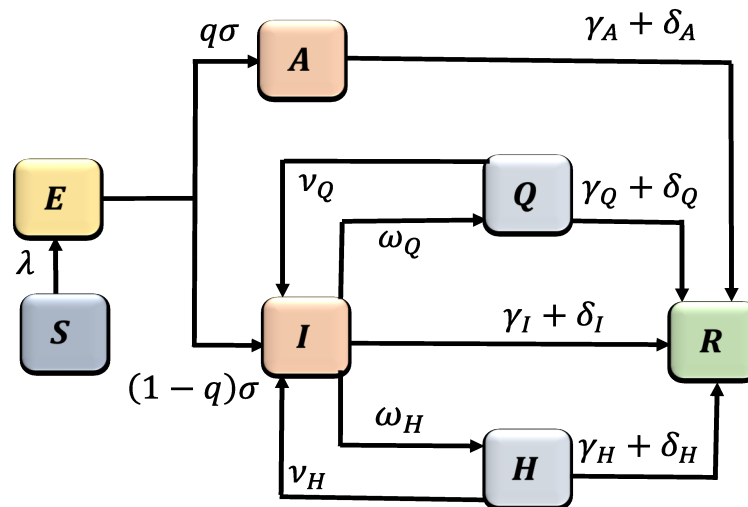 qσ
A
γ_A + δ_A
E
ν_Q
Q
γ_Q + δ_Q
ω_Q
λ
S
I
γ_I + δ_I
R
(1 − q)σ
ω_H
ν_H
H
γ_H + δ_H